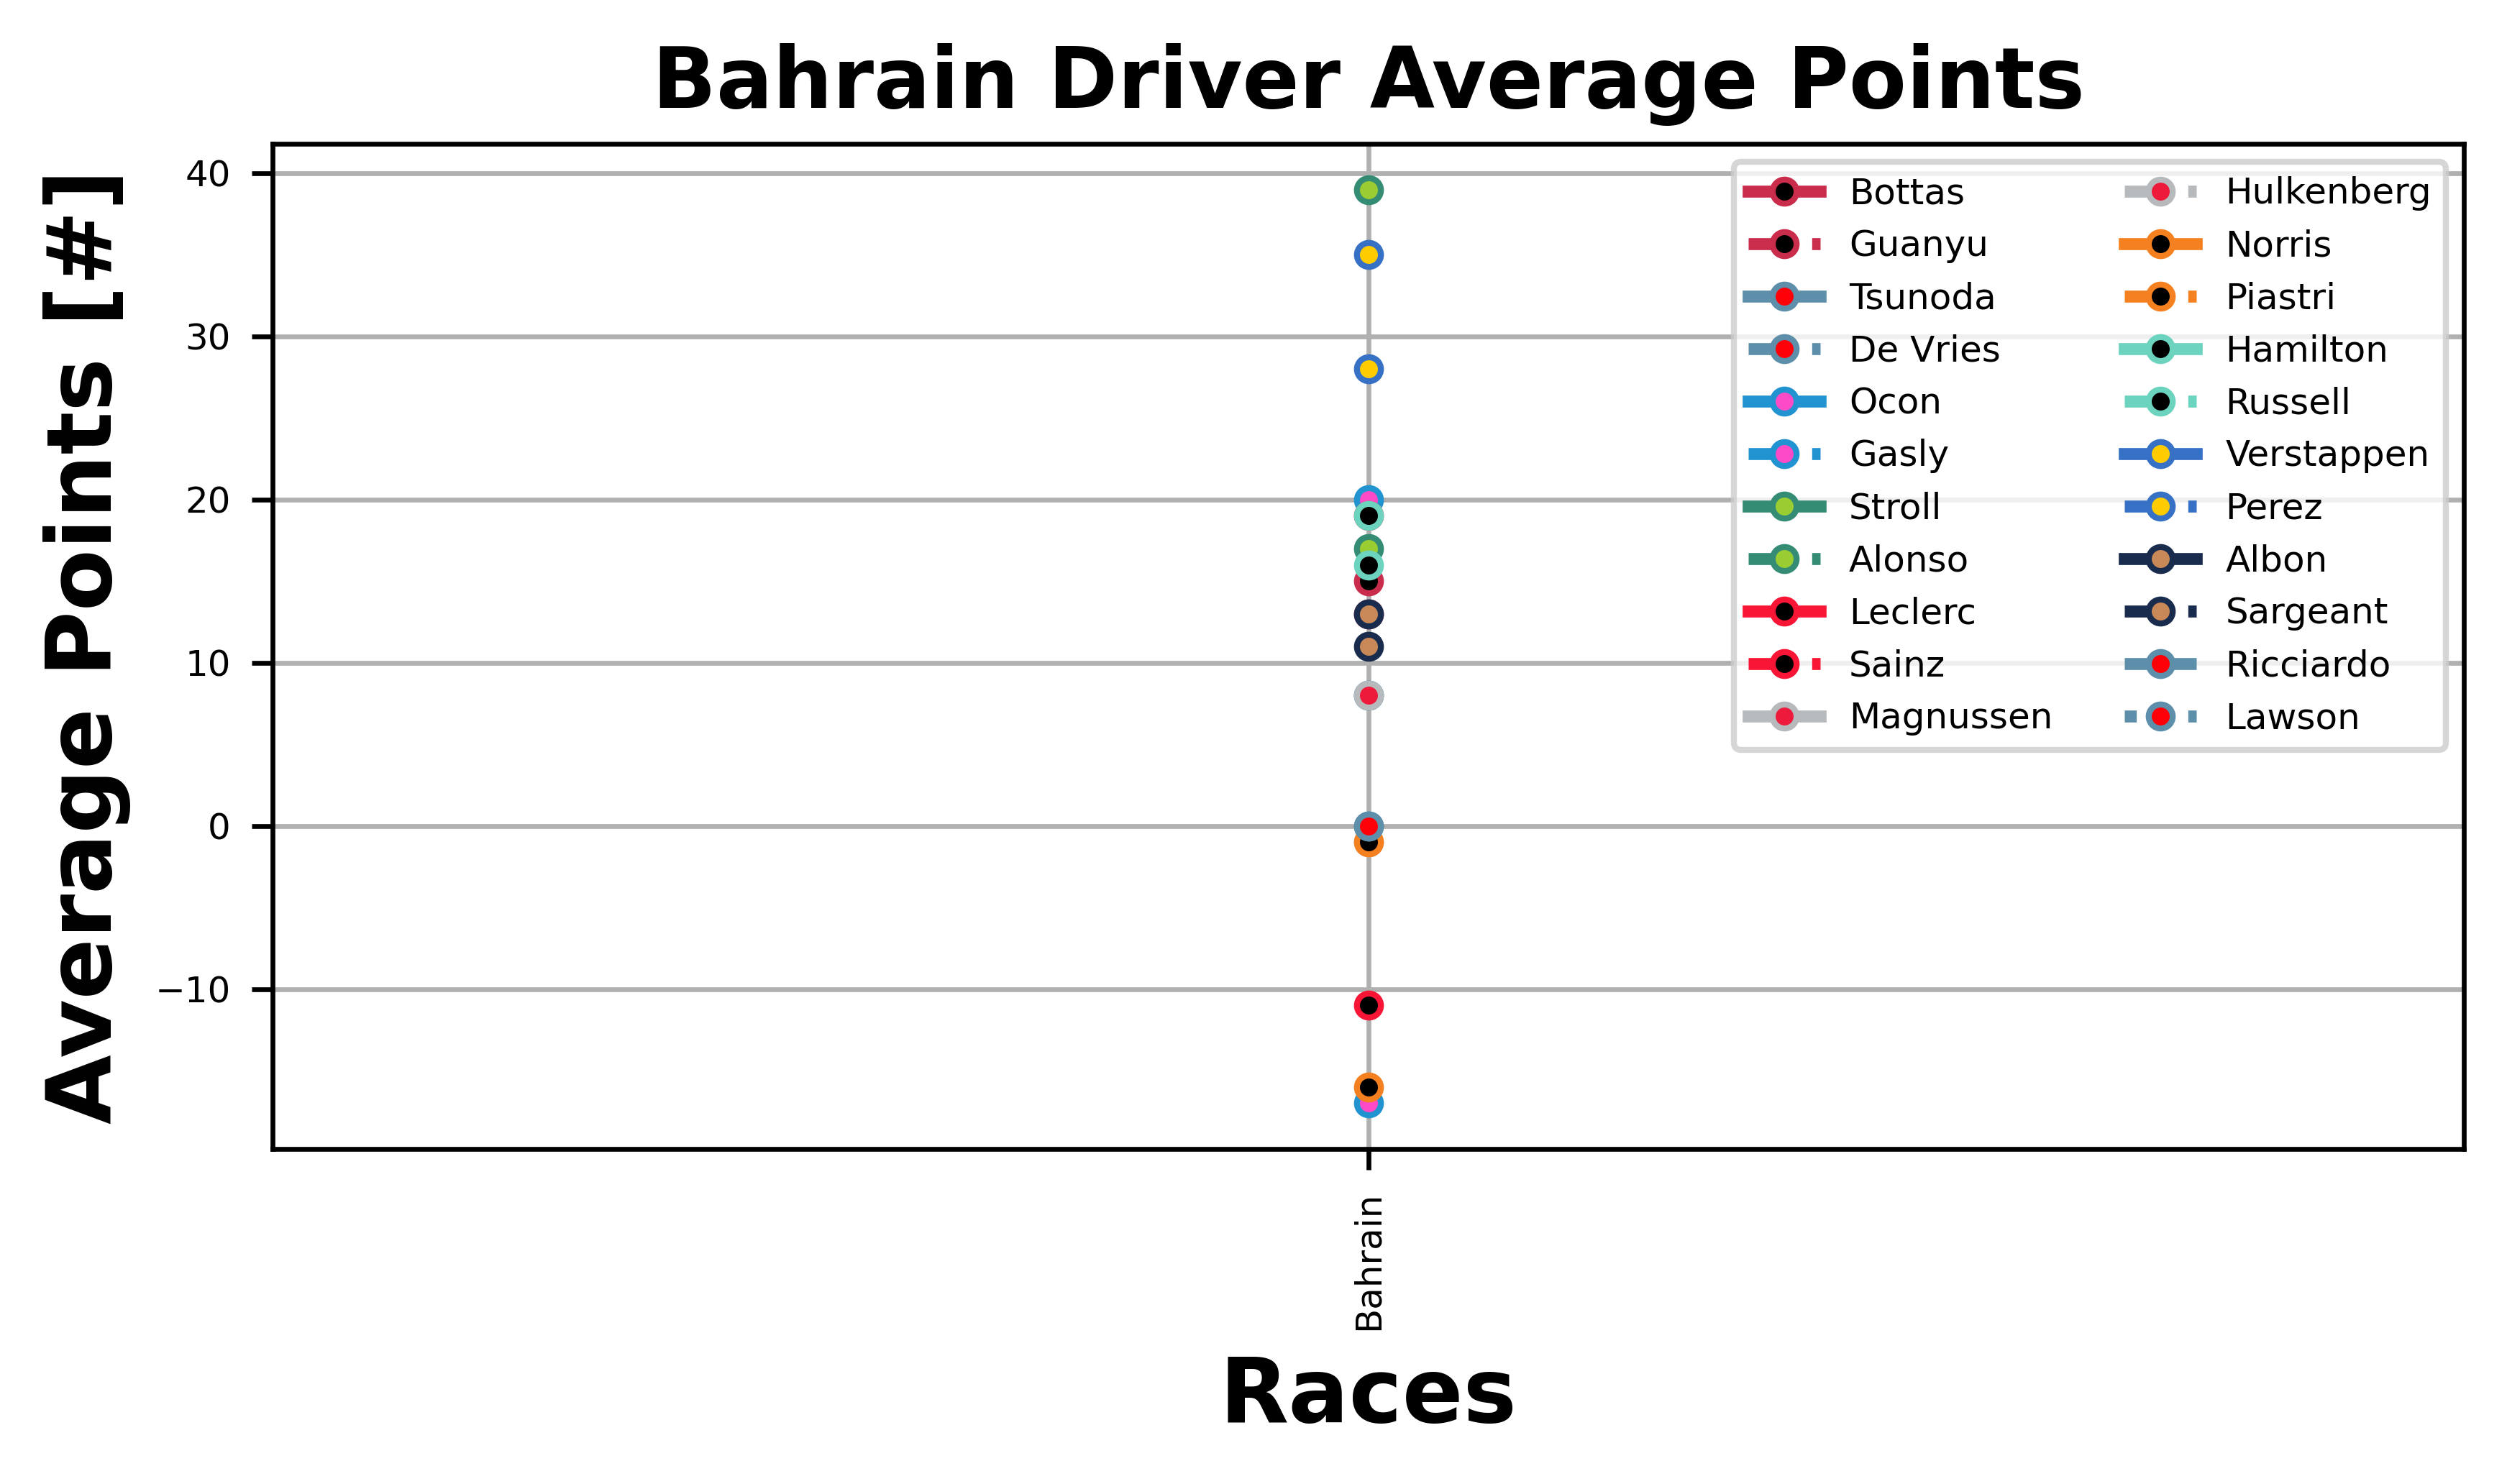 Bahrain Driver Average Points
Average Points [#]
40
30
20
10
0
−10
Bottas
Guanyu
Tsunoda
De Vries
Ocon
Gasly
Stroll
Alonso
Leclerc
Sainz
Magnussen
Hulkenberg
Norris
Piastri
Hamilton
Russell
Verstappen
Perez
Albon
Sargeant
Ricciardo
Lawson
Bahrain
Races